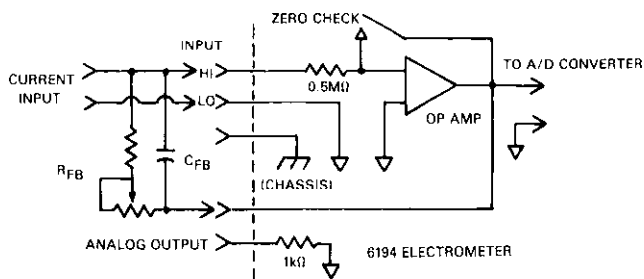 ZERO CHECK
INPUT
HI
CURRENT
INPUT
LO
0.5MΩ
OP AMP
TO A/D CONVERTER
RFB
CFB
(CHASSIS)
ANALOG OUTPUT
1kΩ
6194 ELECTROMETER